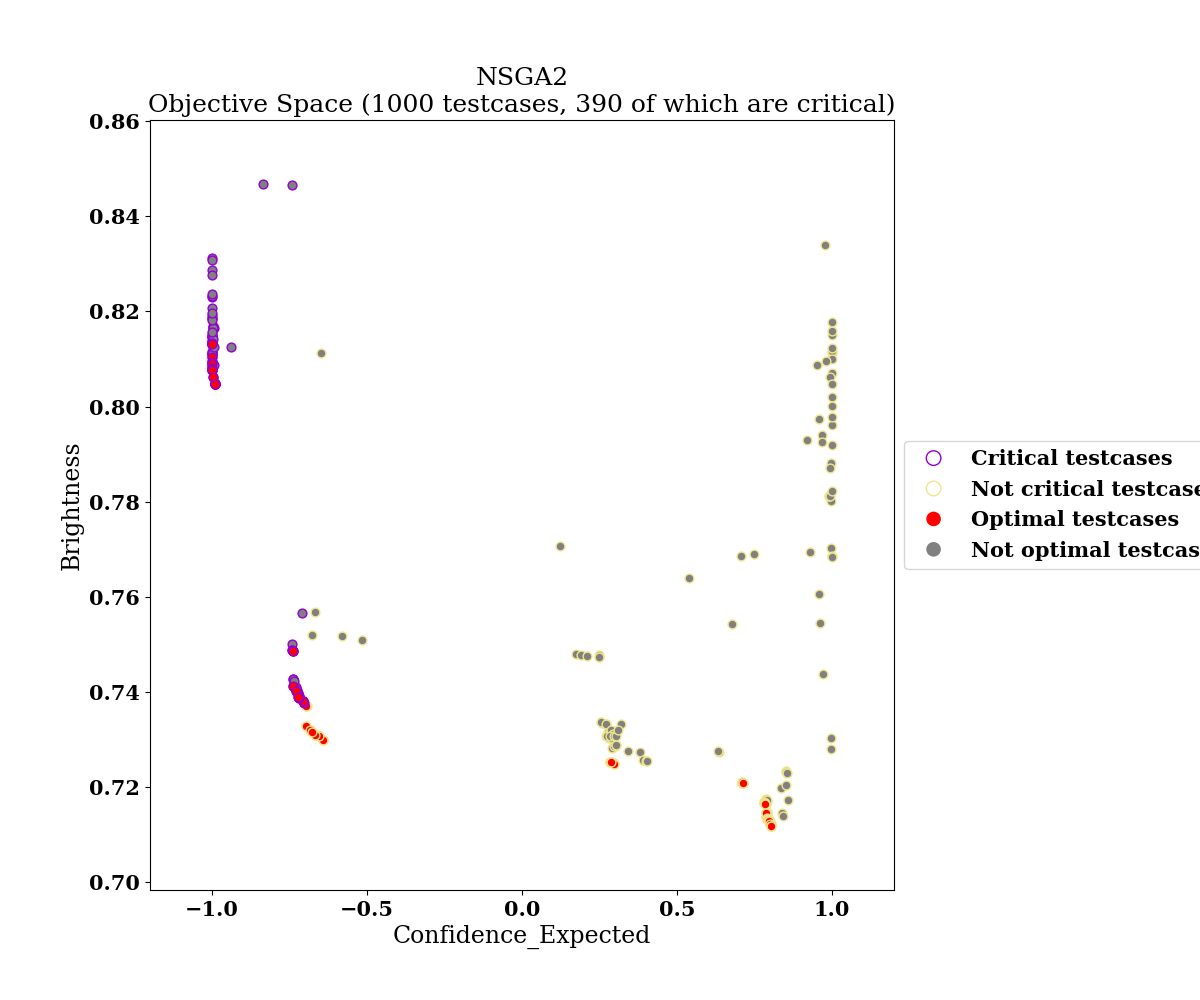 NSGA2
Objective Space (1000 testcases, 390 of which are critical)
0.86
0.84
0.82
0.80
0.78
0.76
0.74
0.72
0.70
Brightness
−1.0
−0.5
0.0
0.5
1.0
Confidence_Expected
Critical testcases
Not critical testcase
Optimal testcases
Not optimal testcas